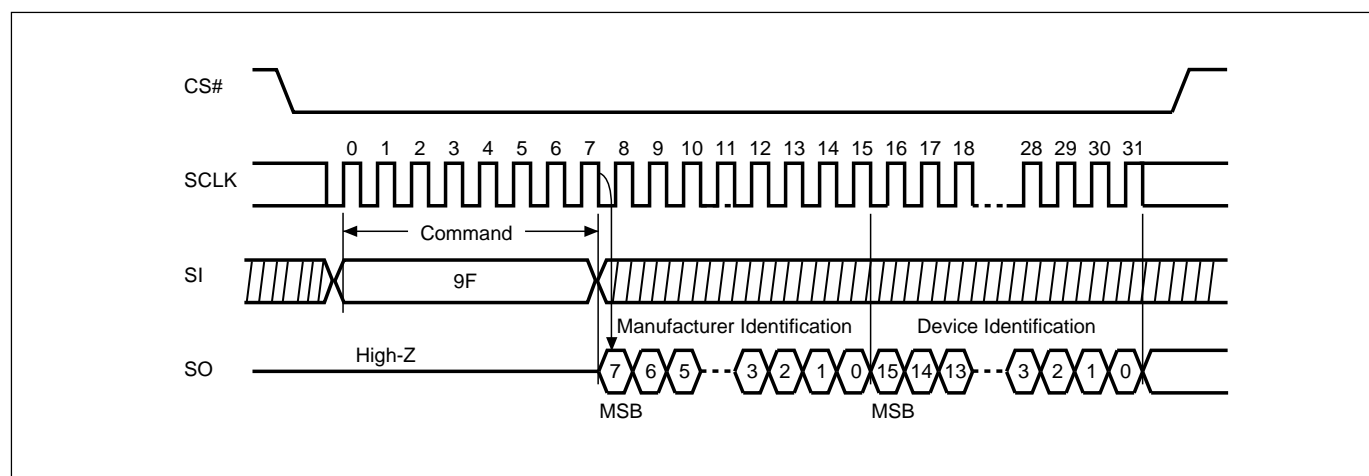 CS#
0 1 2 3 4 5 6 7 8 9 10 11 12 13 14 15 16 17 18 28 29 30 31
SCLK
Command
SI
9F
Manufacturer Identification Device Identification
High-Z
SO
7 6 5 3 2 1 0 15 14 13 3 2 1 0
MSB MSB